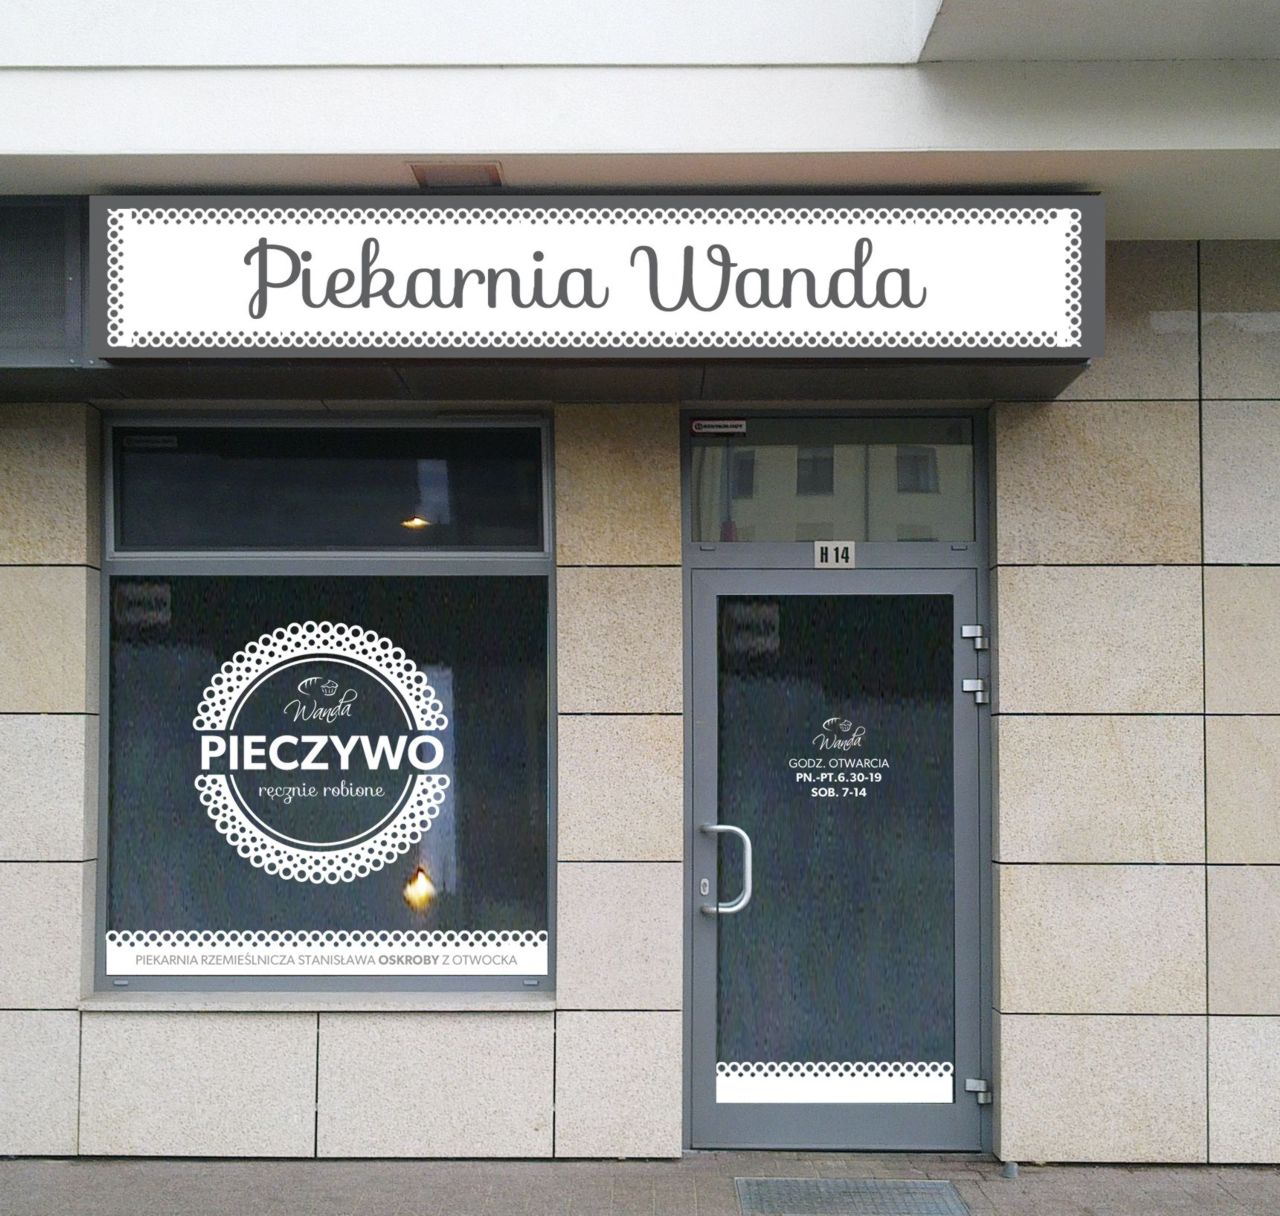 Piekarnia Wanda
H 14
Wanda
PIECZYWO
ręcznie robione
Wanda
GODZ. OTWARCIA
PN.-PT.6.30-19
SOB. 7-14
PIEKARNIA RZEMIEŚLNICZA STANISŁAWA OSKROBY Z OTWOCKA